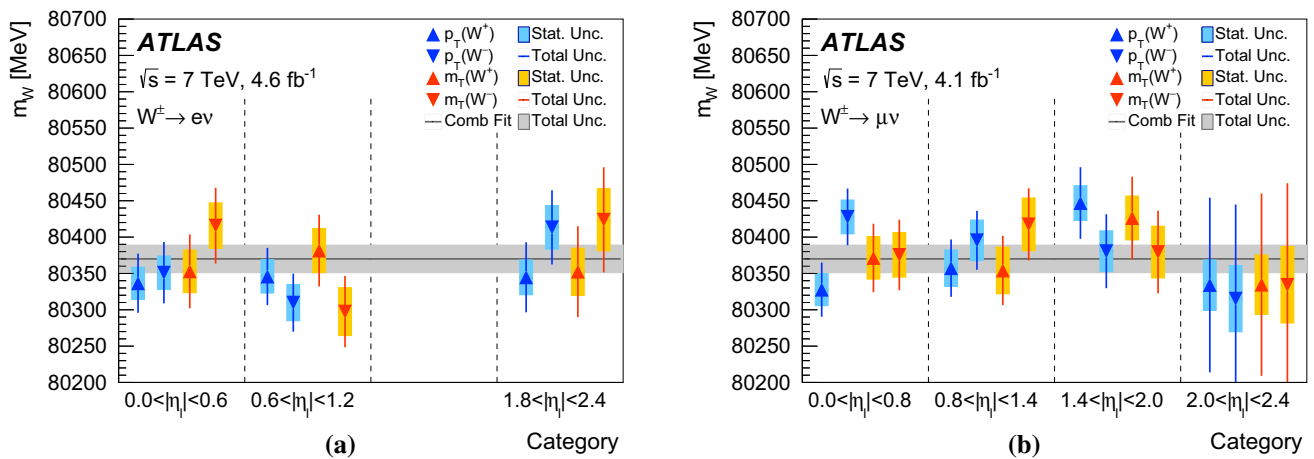 m_W [MeV]
80700
80650
80600
80550
80500
80450
80400
80350
80300
80250
80200
ATLAS
√s = 7 TeV, 4.6 fb⁻¹
W± → eν
p_T(W⁺) Stat. Unc.
p_T(W⁻) Total Unc.
m_T(W⁺) Stat. Unc.
m_T(W⁻) Total Unc.
Comb Fit Total Unc.
0.0<|η_l|<0.6 0.6<|η_l|<1.2 1.8<|η_l|<2.4
(a) Category
m_W [MeV]
80700
80650
80600
80550
80500
80450
80400
80350
80300
80250
80200
ATLAS
√s = 7 TeV, 4.1 fb⁻¹
W± → μν
p_T(W⁺) Stat. Unc.
p_T(W⁻) Total Unc.
m_T(W⁺) Stat. Unc.
m_T(W⁻) Total Unc.
Comb Fit Total Unc.
0.0<|η_l|<0.8 0.8<|η_l|<1.4 1.4<|η_l|<2.0 2.0<|η_l|<2.4
(b) Category